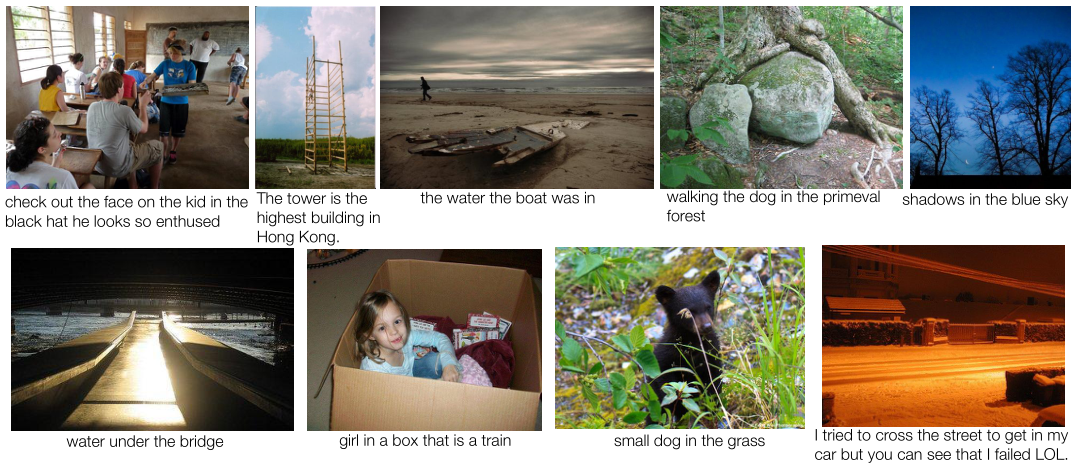 check out the face on the kid in the
black hat he looks so enthused
The tower is the
highest building in
Hong Kong.
the water the boat was in
walking the dog in the primeval
forest
shadows in the blue sky
water under the bridge
girl in a box that is a train
small dog in the grass
I tried to cross the street to get in my
car but you can see that I failed LOL.